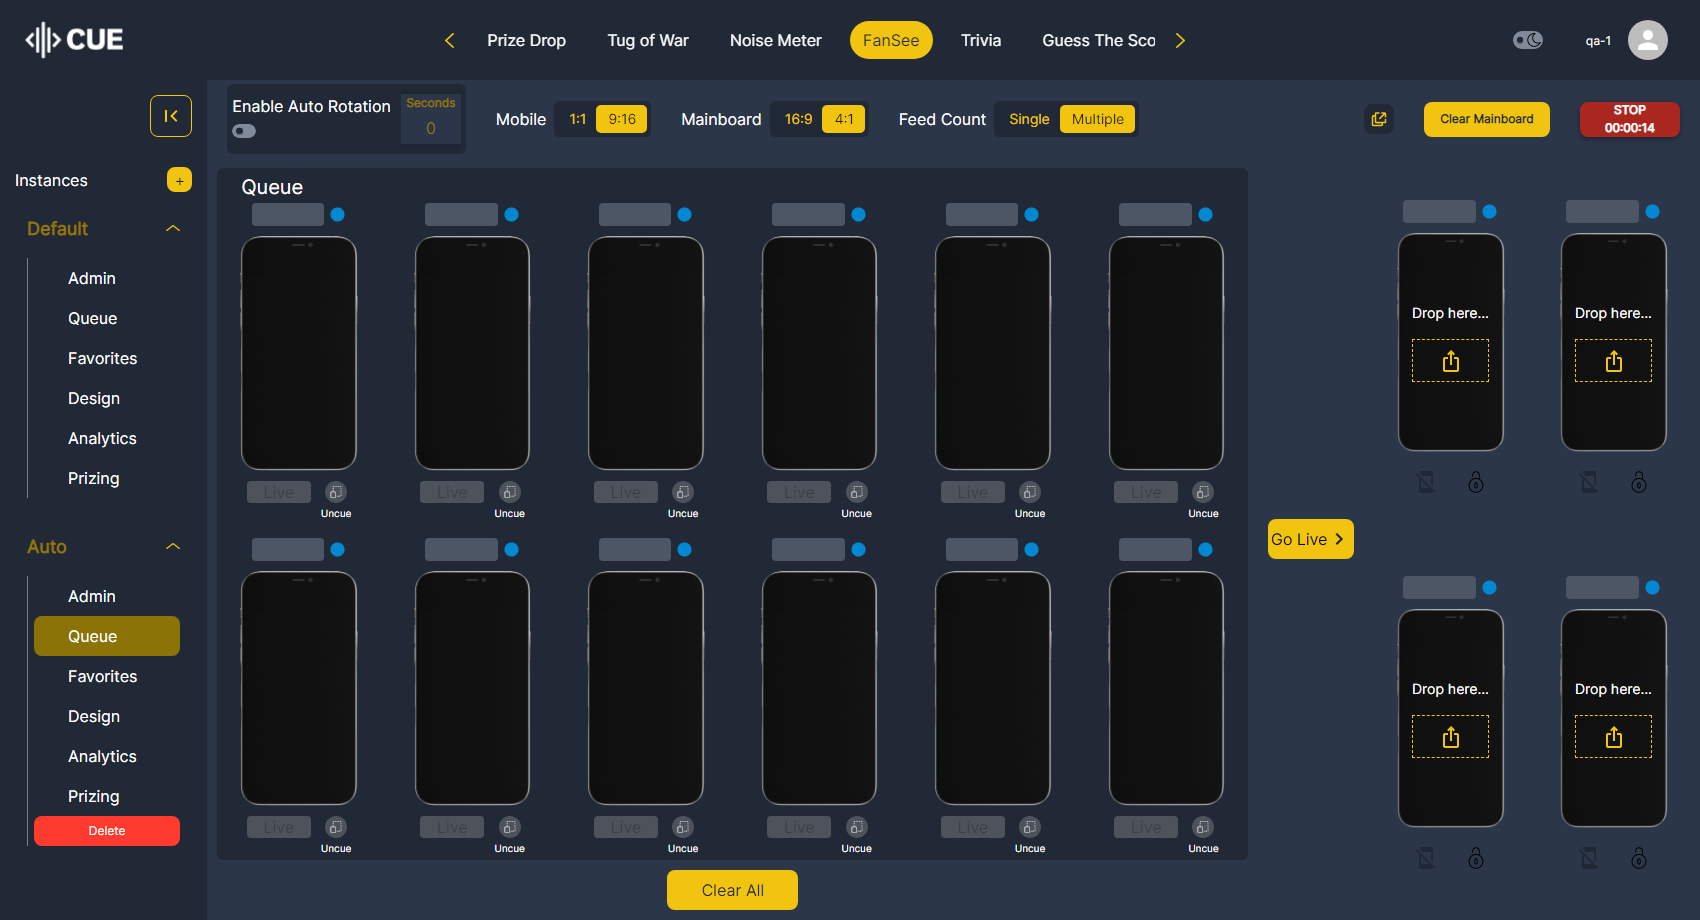 CUE
Prize Drop
Tug of War
Noise Meter
FanSee
Trivia
Guess The Sco
qa-1
Enable Auto Rotation
Seconds
0
Mobile
1:1
9:16
Mainboard
16:9
4:1
Feed Count
Single
Multiple
Clear Mainboard
STOP
00:00:14
Instances
+
Default
Admin
Queue
Favorites
Design
Analytics
Prizing
Auto
Admin
Queue
Favorites
Design
Analytics
Prizing
Delete
Queue
Live
Uncue
Live
Uncue
Live
Uncue
Live
Uncue
Live
Uncue
Live
Uncue
Live
Uncue
Live
Uncue
Live
Uncue
Live
Uncue
Live
Uncue
Live
Uncue
Clear All
Go Live
Drop here...
Drop here...
Drop here...
Drop here...